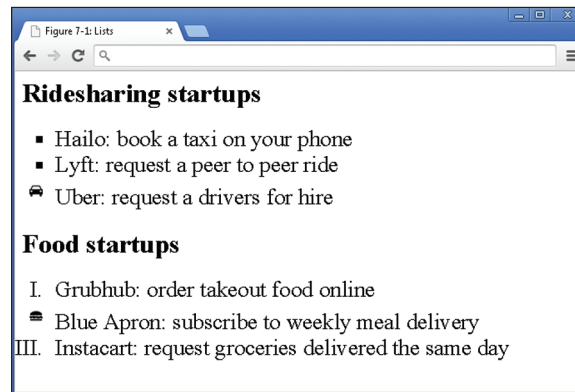 Figure 7-1: Lists
Ridesharing startups
Hailo: book a taxi on your phone
Lyft: request a peer to peer ride
Uber: request a drivers for hire
Food startups
I. Grubhub: order takeout food online
Blue Apron: subscribe to weekly meal delivery
III. Instacart: request groceries delivered the same day